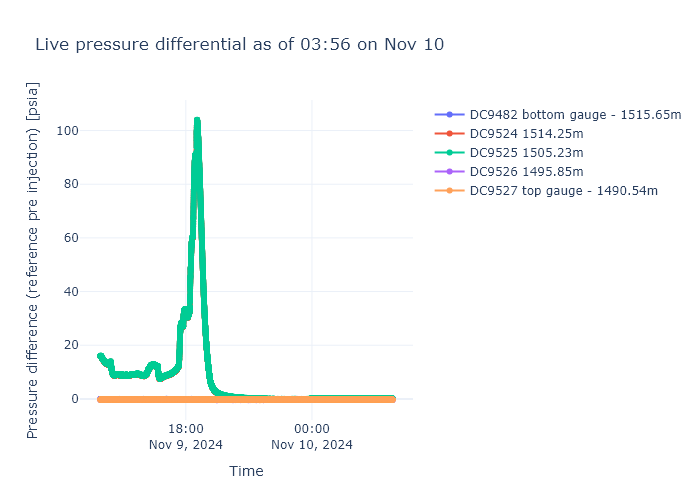 Live pressure differential as of 03:56 on Nov 10
Pressure difference (reference pre injection) [psia]
100
80
60
40
20
0
18:00
Nov 9, 2024
00:00
Nov 10, 2024
Time
DC9482 bottom gauge - 1515.65m
DC9524 1514.25m
DC9525 1505.23m
DC9526 1495.85m
DC9527 top gauge - 1490.54m